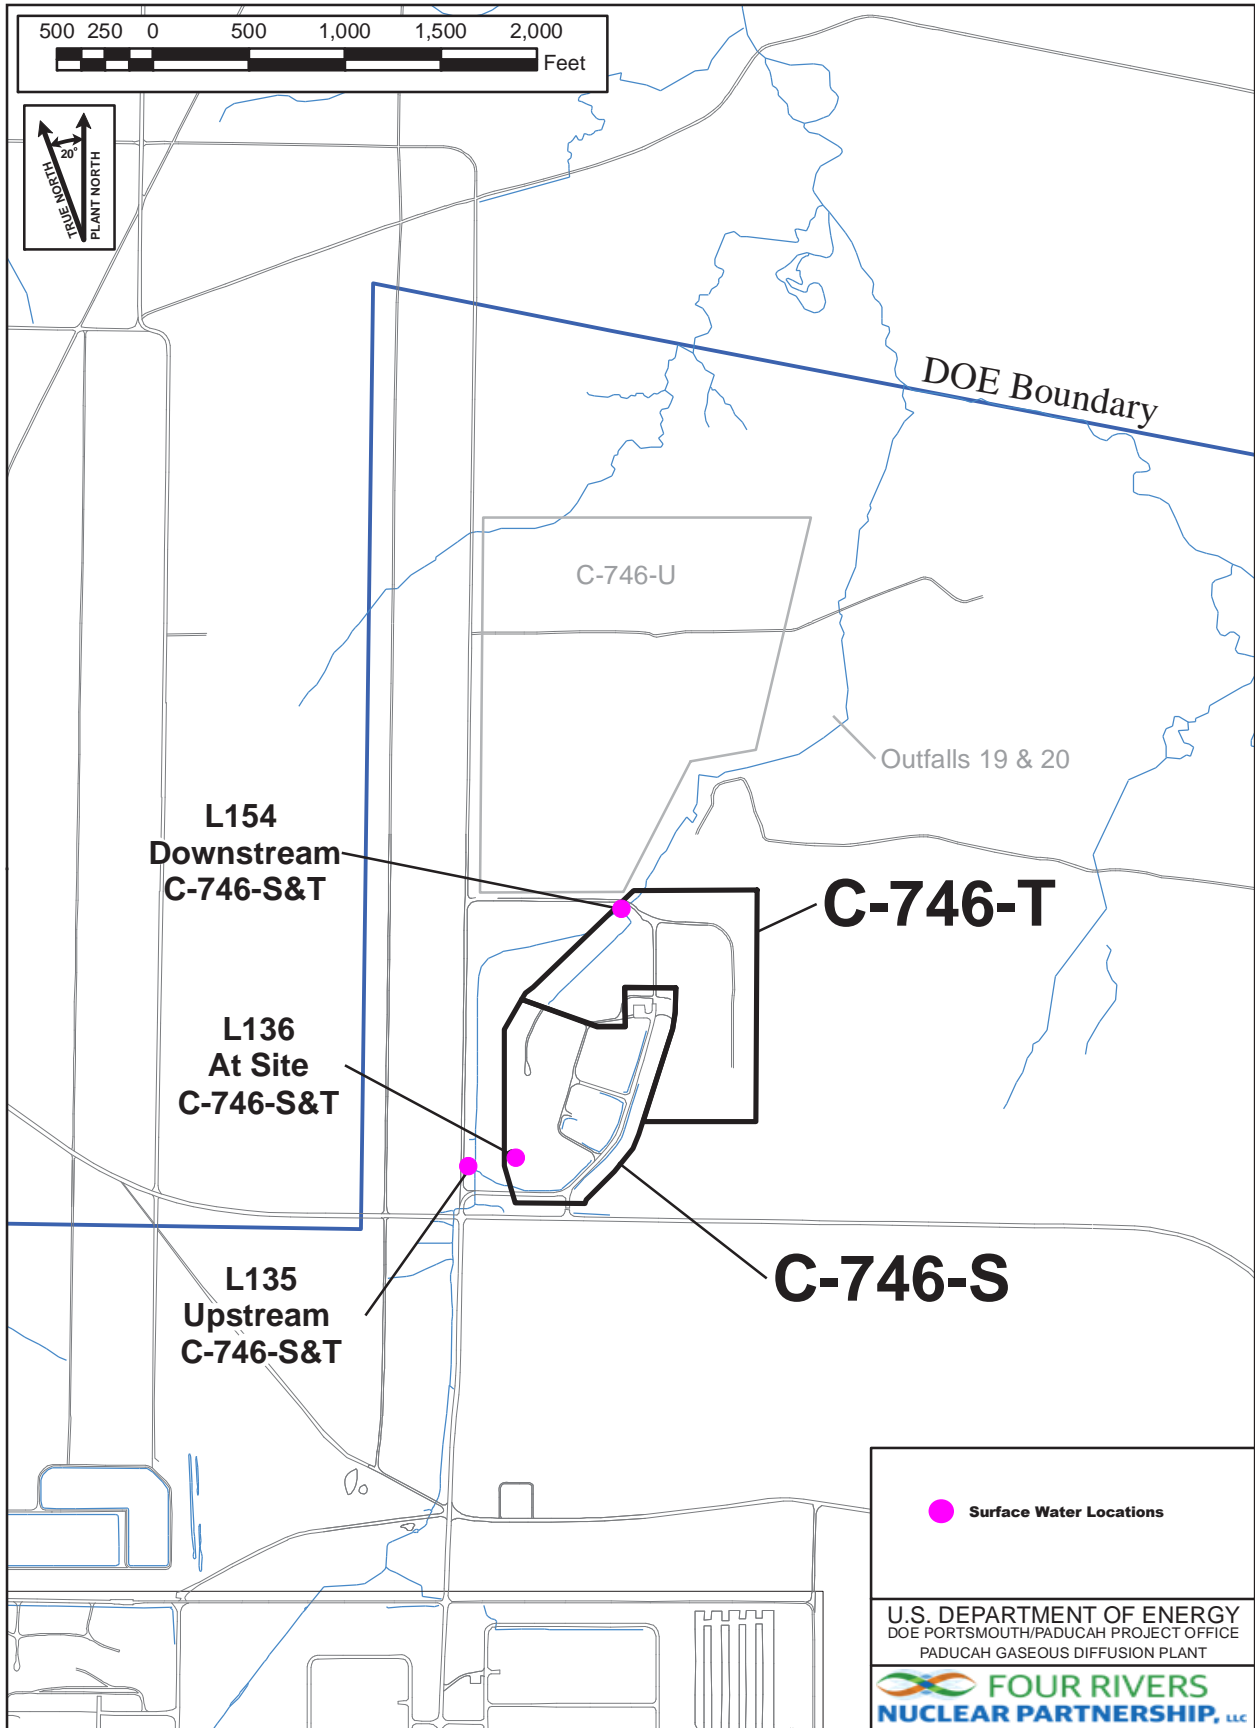 500 250 0 500 1,000 1,500 2,000
Feet
20°
TRUE NORTH
PLANT NORTH
DOE Boundary
C-746-U
Outfalls 19 & 20
L154
Downstream
C-746-S&T
C-746-T
L136
At Site
C-746-S&T
L135
Upstream
C-746-S&T
C-746-S
Surface Water Locations
U.S. DEPARTMENT OF ENERGY
DOE PORTSMOUTH/PADUCAH PROJECT OFFICE
PADUCAH GASEOUS DIFFUSION PLANT
FOUR RIVERS
NUCLEAR PARTNERSHIP, LLC